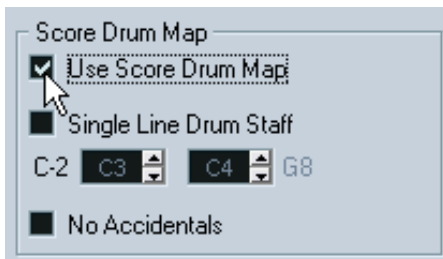 Score Drum Map
Use Score Drum Map
Single Line Drum Staff
C-2 C3 C4 G8
No Accidentals